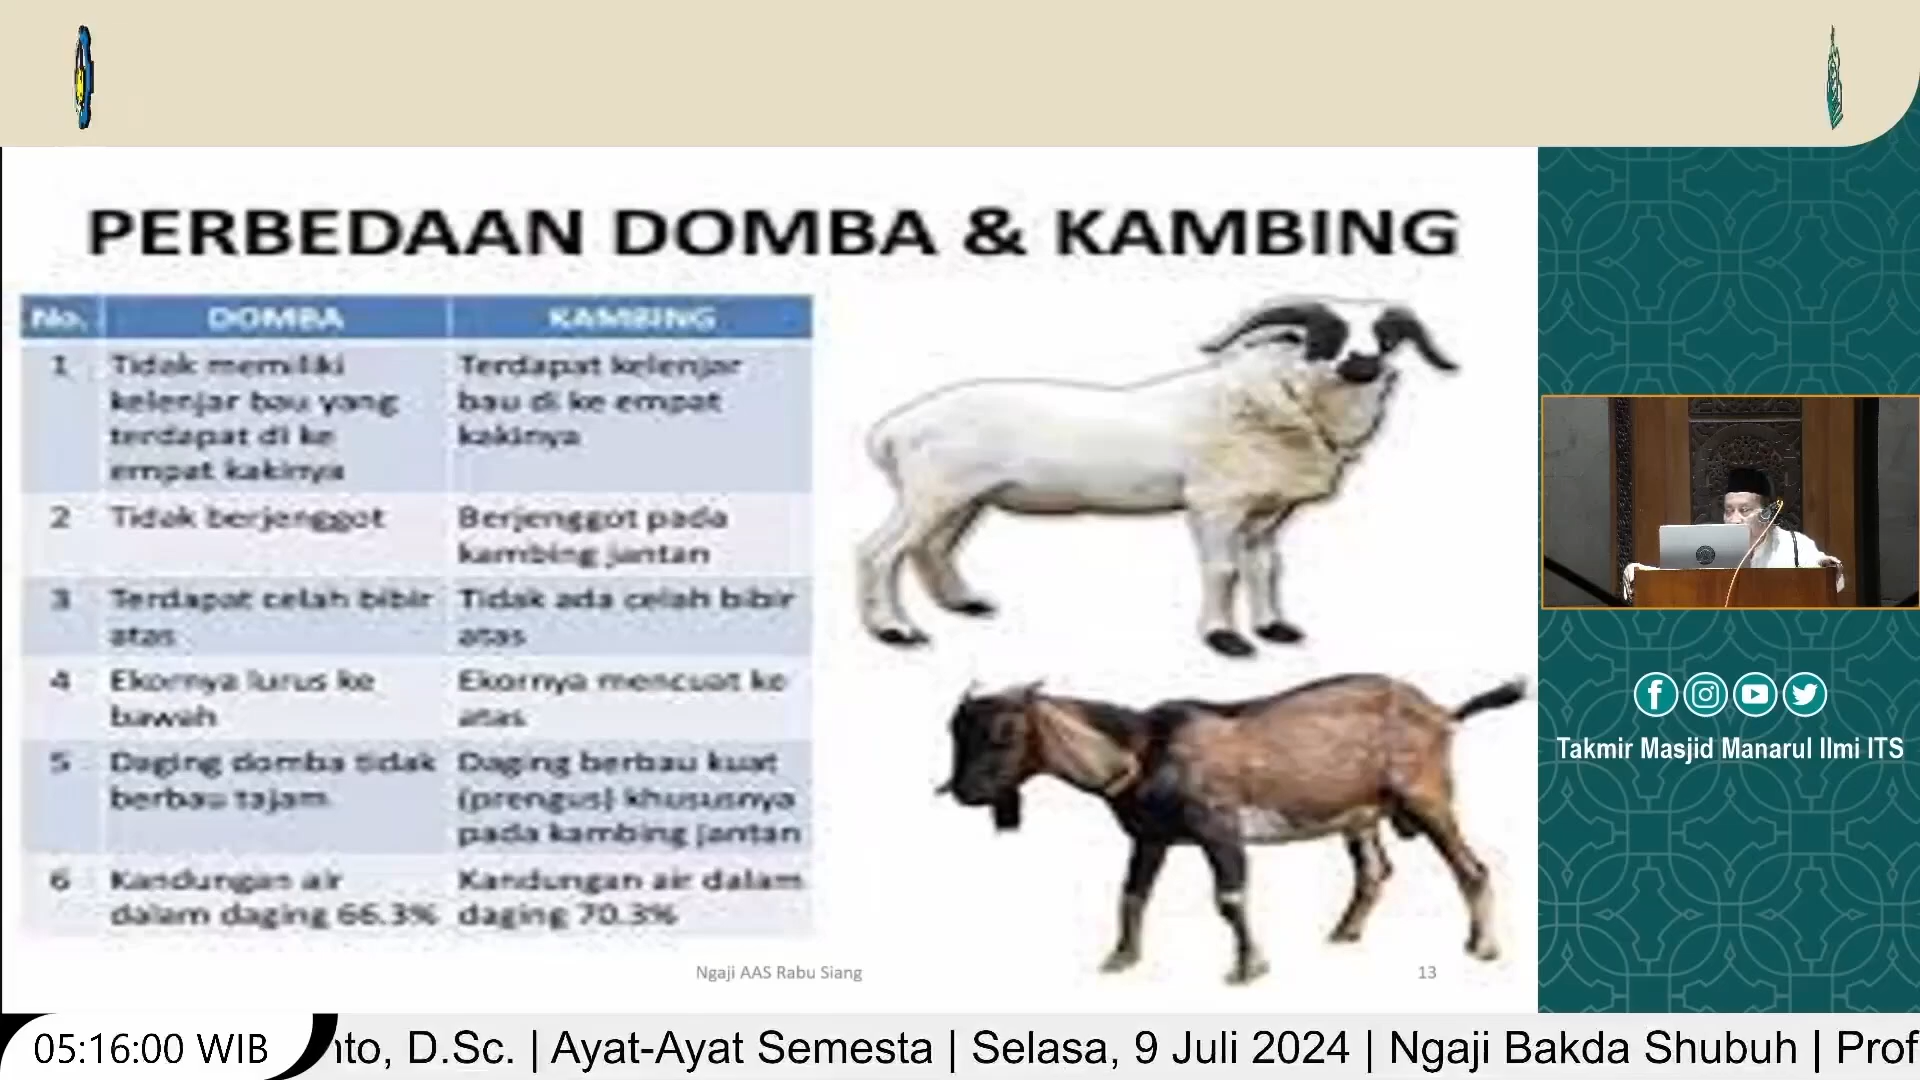 PERBEDAAN DOMBA & KAMBING
No. DOMBA KAMBING
1 Tidak memiliki Terdapat kelenjar
kelenjar bau yang bau di ke empat
terdapat di ke kakinya
empat kakinya
2 Tidak berjenggot Berjenggot pada
kambing jantan
3 Terdapat celah bibir Tidak ada celah bibir
atas atas
4 Ekornya lurus ke Ekornya mencuat ke
bawah atas
5 Daging domba tidak Daging berbau kuat
berbau tajam (prengus) khususnya
pada kambing jantan
6 Kandungan air Kandungan air dalam
dalam daging 66.3% daging 70.3%
Ngaji AAS Rabu Siang 13
Takmir Masjid Manarul Ilmi ITS
05:16:00 WIB nto, D.Sc. | Ayat-Ayat Semesta | Selasa, 9 Juli 2024 | Ngaji Bakda Shubuh | Prof